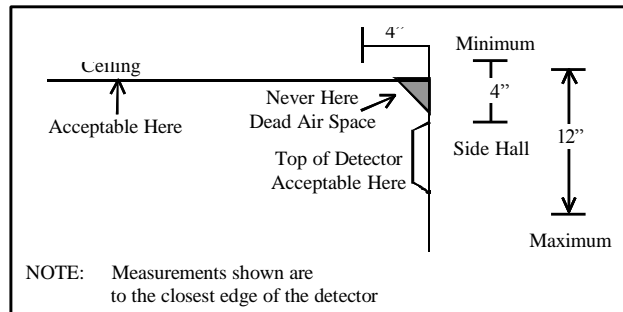 4”
Ceiling
Minimum
4”
Never Here
Dead Air Space
Acceptable Here
12”
Side Hall
Top of Detector
Acceptable Here
Maximum
NOTE: Measurements shown are
to the closest edge of the detector